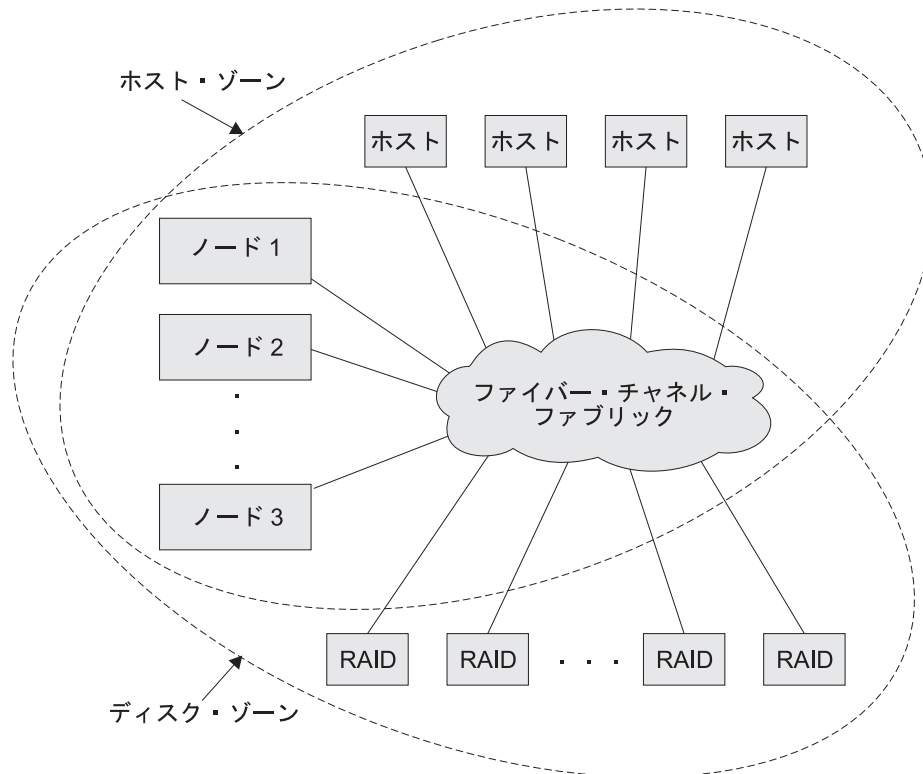 ホスト・ゾーン
ホスト
ホスト
ホスト
ホスト
ノード 1
ノード 2
ファイバー・チャネル・
ファブリック
ノード 3
RAID
RAID
RAID
RAID
ディスク・ゾーン